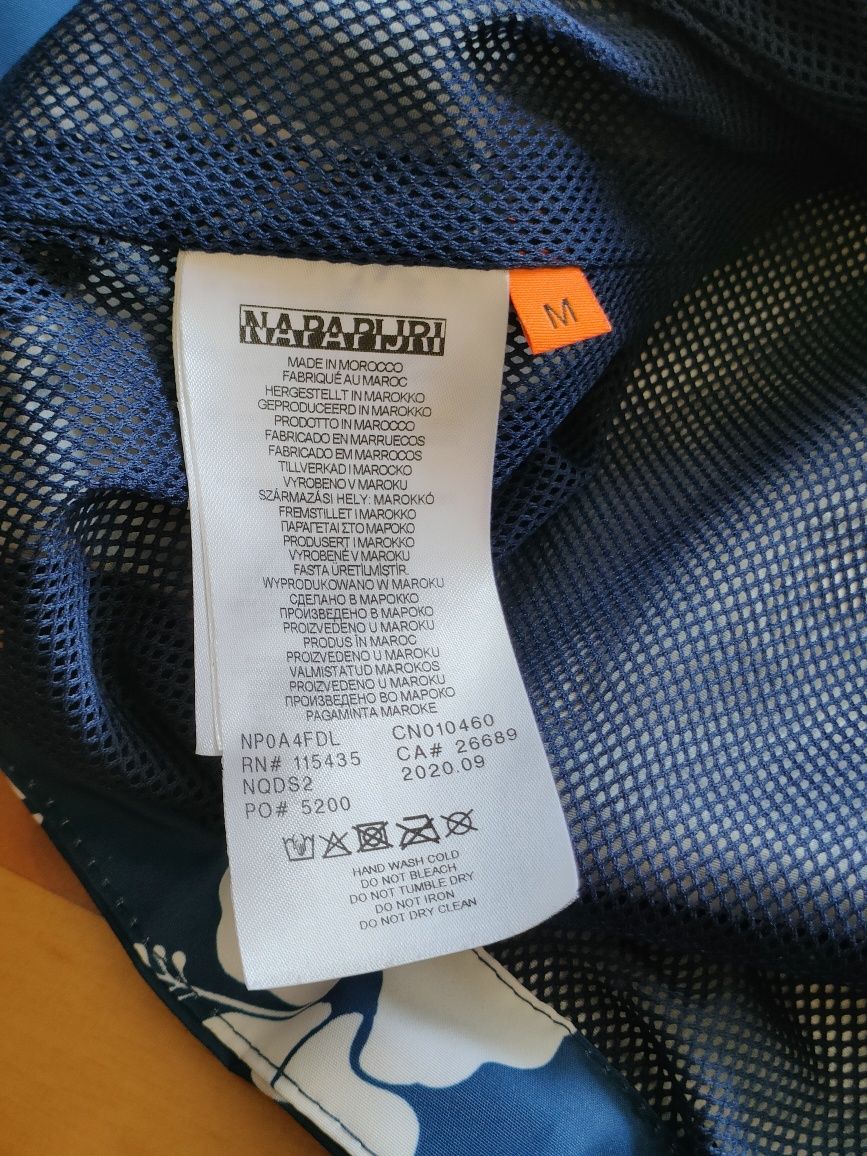 NAPAPIJRI
M
MADE IN MOROCCO
FABRIQUÉ AU MAROC
HERGESTELLT IN MAROKKO
GEPRODUCEERD IN MAROKKO
PRODOTTO IN MAROCCO
FABRICADO EN MARRUECOS
FABRICADO EM MARROCOS
TILLVERKAD I MAROCKO
VYROBENO V MAROKU
SZÁRMAZÁSI HELY: MAROKKÓ
FREMSTILLET I MAROKKO
ΠΑΡΑΓΕΤΑΙ ΣΤΟ ΜΑΡΟΚΟ
PRODUSERT I MAROKKO
VYROBENÉ V MAROKU
FASTA ÜRETILMİSTİR.
WYPRODUKOWANO W MAROKU
СДЕЛАНО В МАРОККО
ПРОИЗВЕДЕНО В МАРОКО
PROIZVEDENO U MAROKU
PRODUS ÎN MAROC
PROIZVEDENO U MAROKU
VALMISTATUD MAROKOS
PROIZVEDENO U MAROKU
ПРОИЗВЕДЕНО ВО МАРОКО
PAGAMINTA MAROKE
NP0A4FDL CN010460
RN# 115435 CA# 26689
NQDS2 2020.09
PO# 5200
HAND WASH COLD
DO NOT BLEACH
DO NOT TUMBLE DRY
DO NOT IRON
DO NOT DRY CLEAN